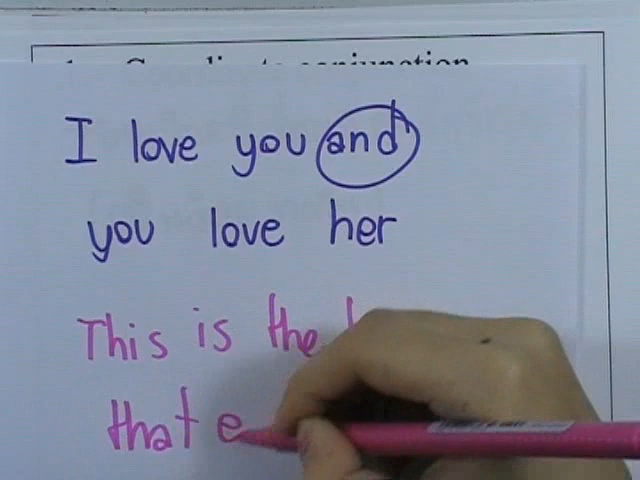 I love you and
you love her
This is the
that e